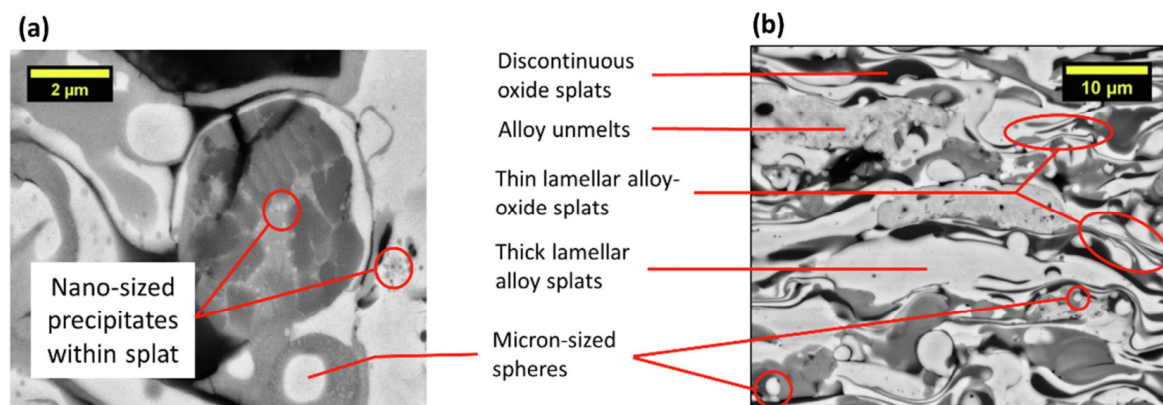 (a)
2 µm
Nano-sized
precipitates
within splat
Discontinuous
oxide splats
Alloy unmelts
Thin lamellar alloy-
oxide splats
Thick lamellar
alloy splats
Micron-sized
spheres
(b)
10 µm